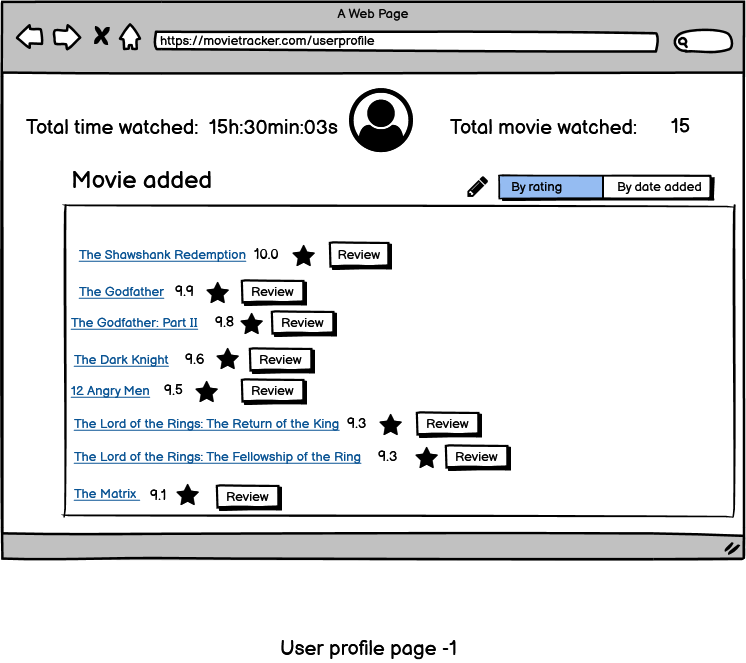 A Web Page
https://movietracker.com/userprofile
Total time watched: 15h:30min:03s
Total movie watched: 15
Movie added
By rating By date added
The Shawshank Redemption 10.0 Review
The Godfather 9.9 Review
The Godfather: Part II 9.8 Review
The Dark Knight 9.6 Review
12 Angry Men 9.5 Review
The Lord of the Rings: The Return of the King 9.3 Review
The Lord of the Rings: The Fellowship of the Ring 9.3 Review
The Matrix 9.1 Review
User profile page -1